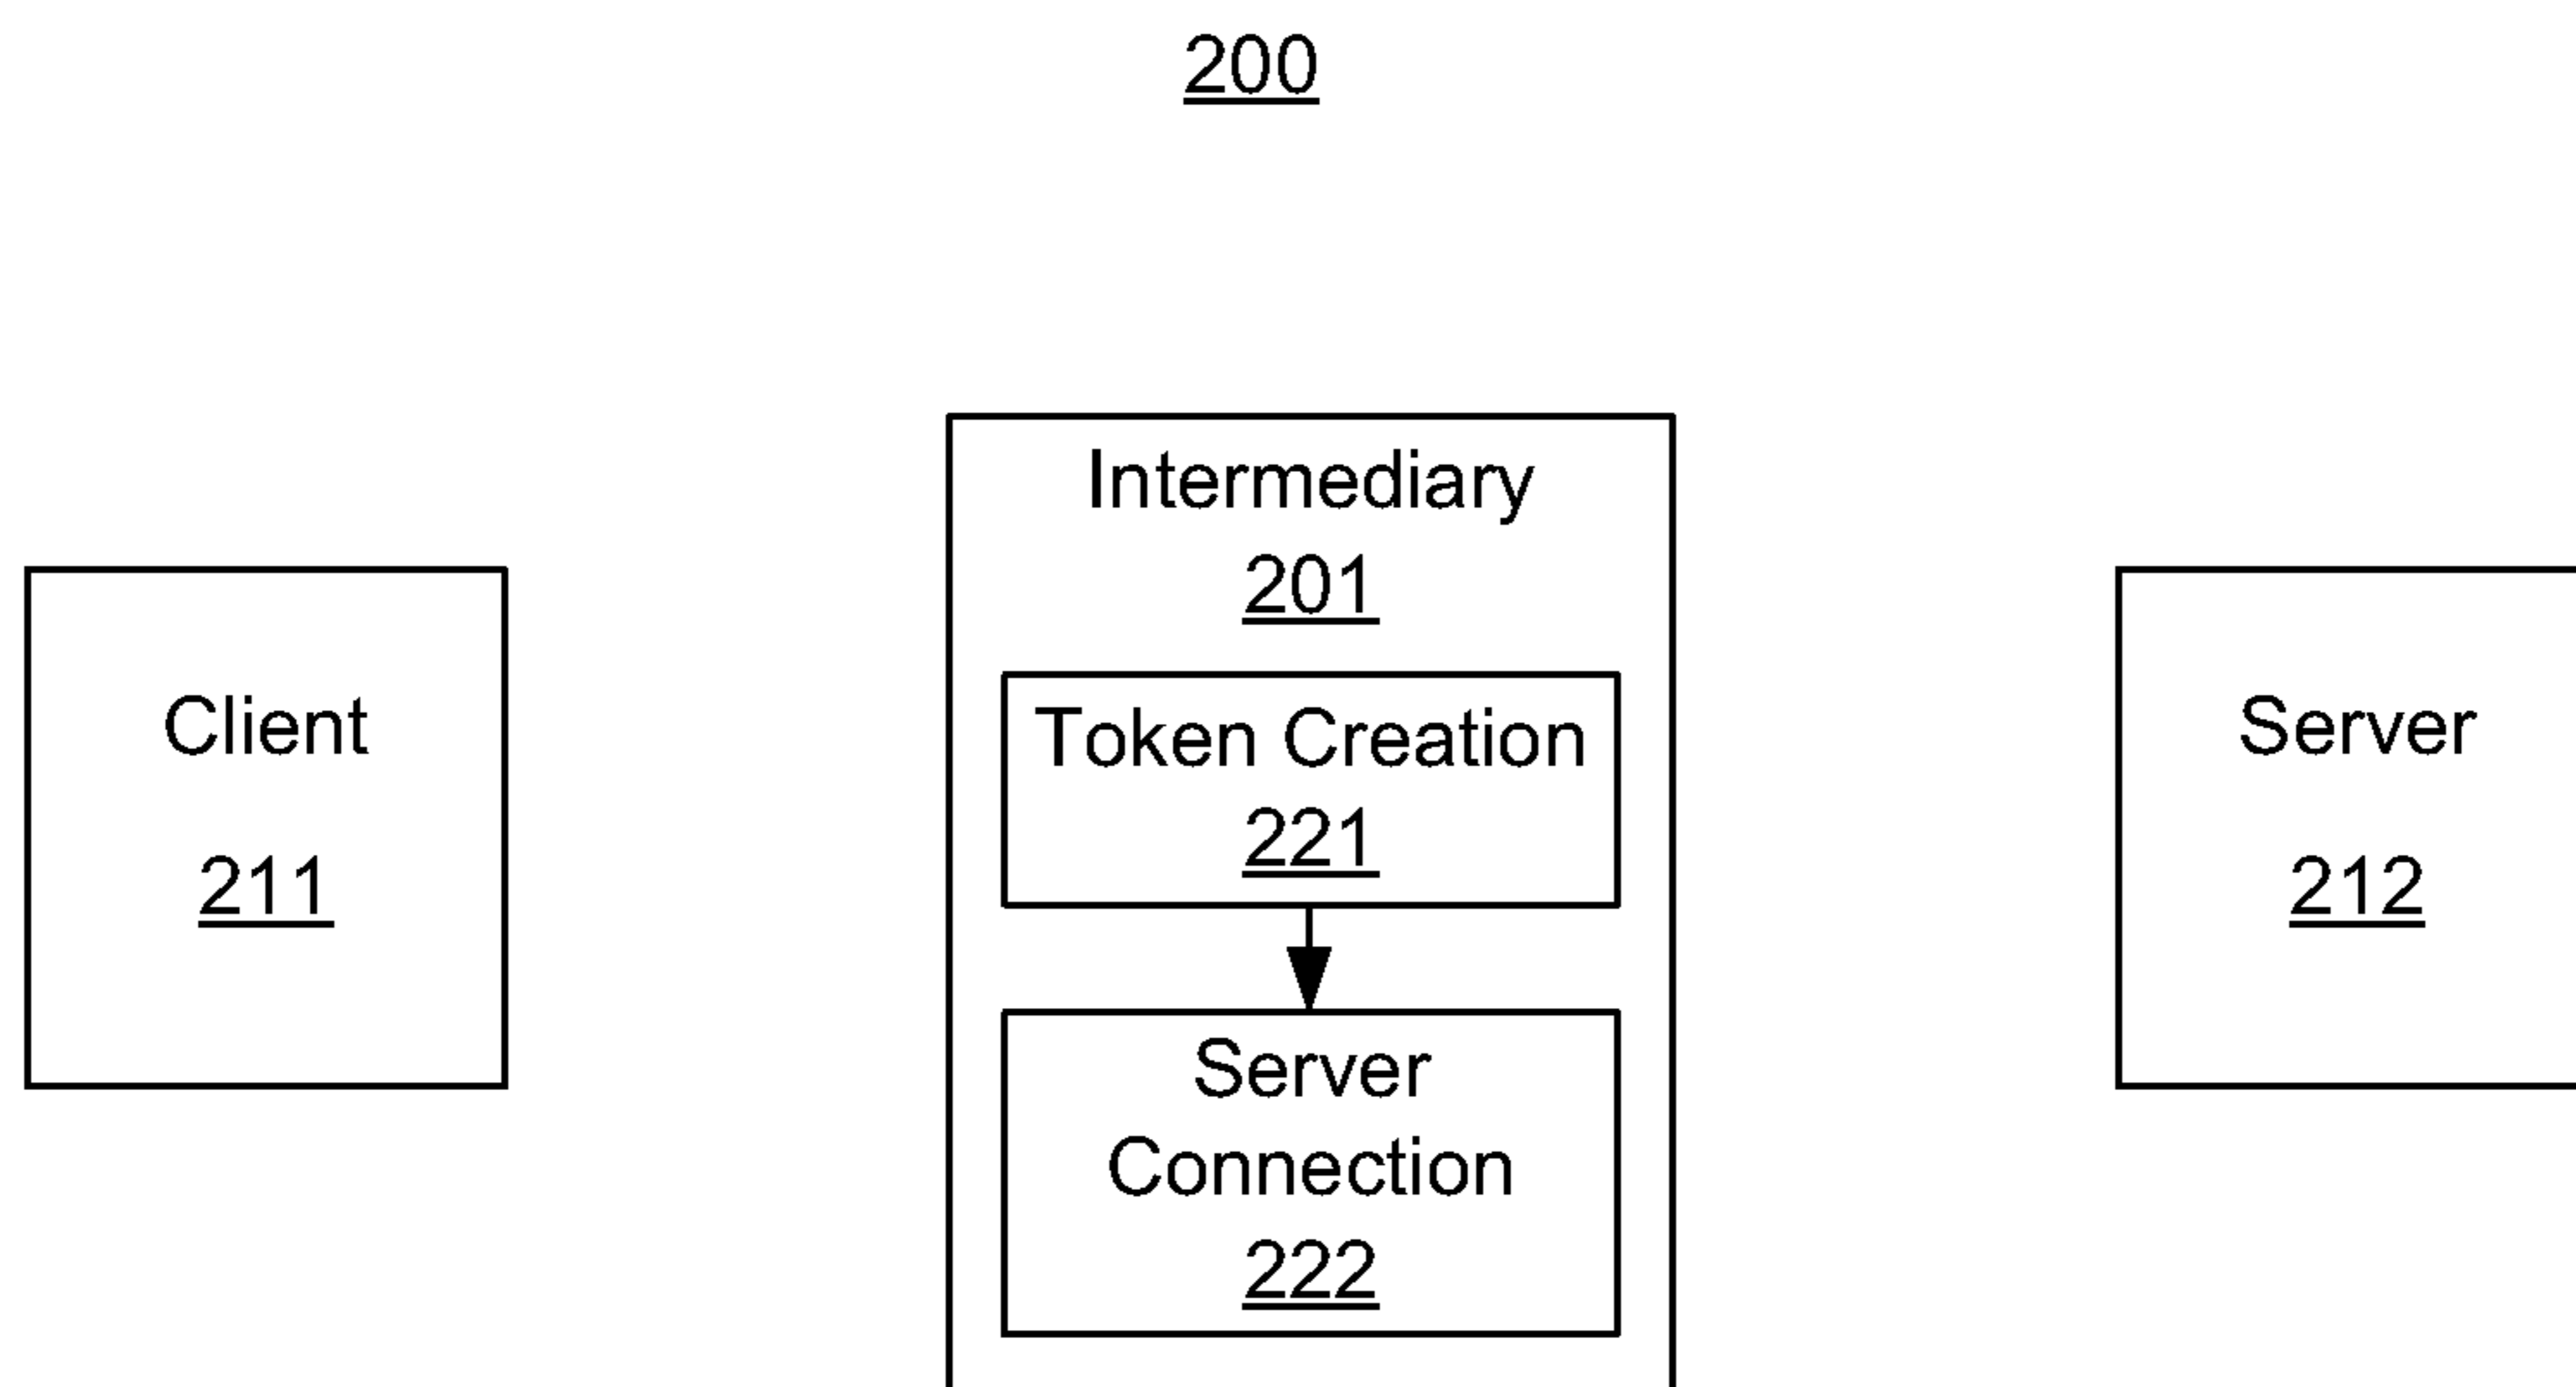 200
Intermediary
201
Client
211
Token Creation
221
Server
Connection
222
Server
212